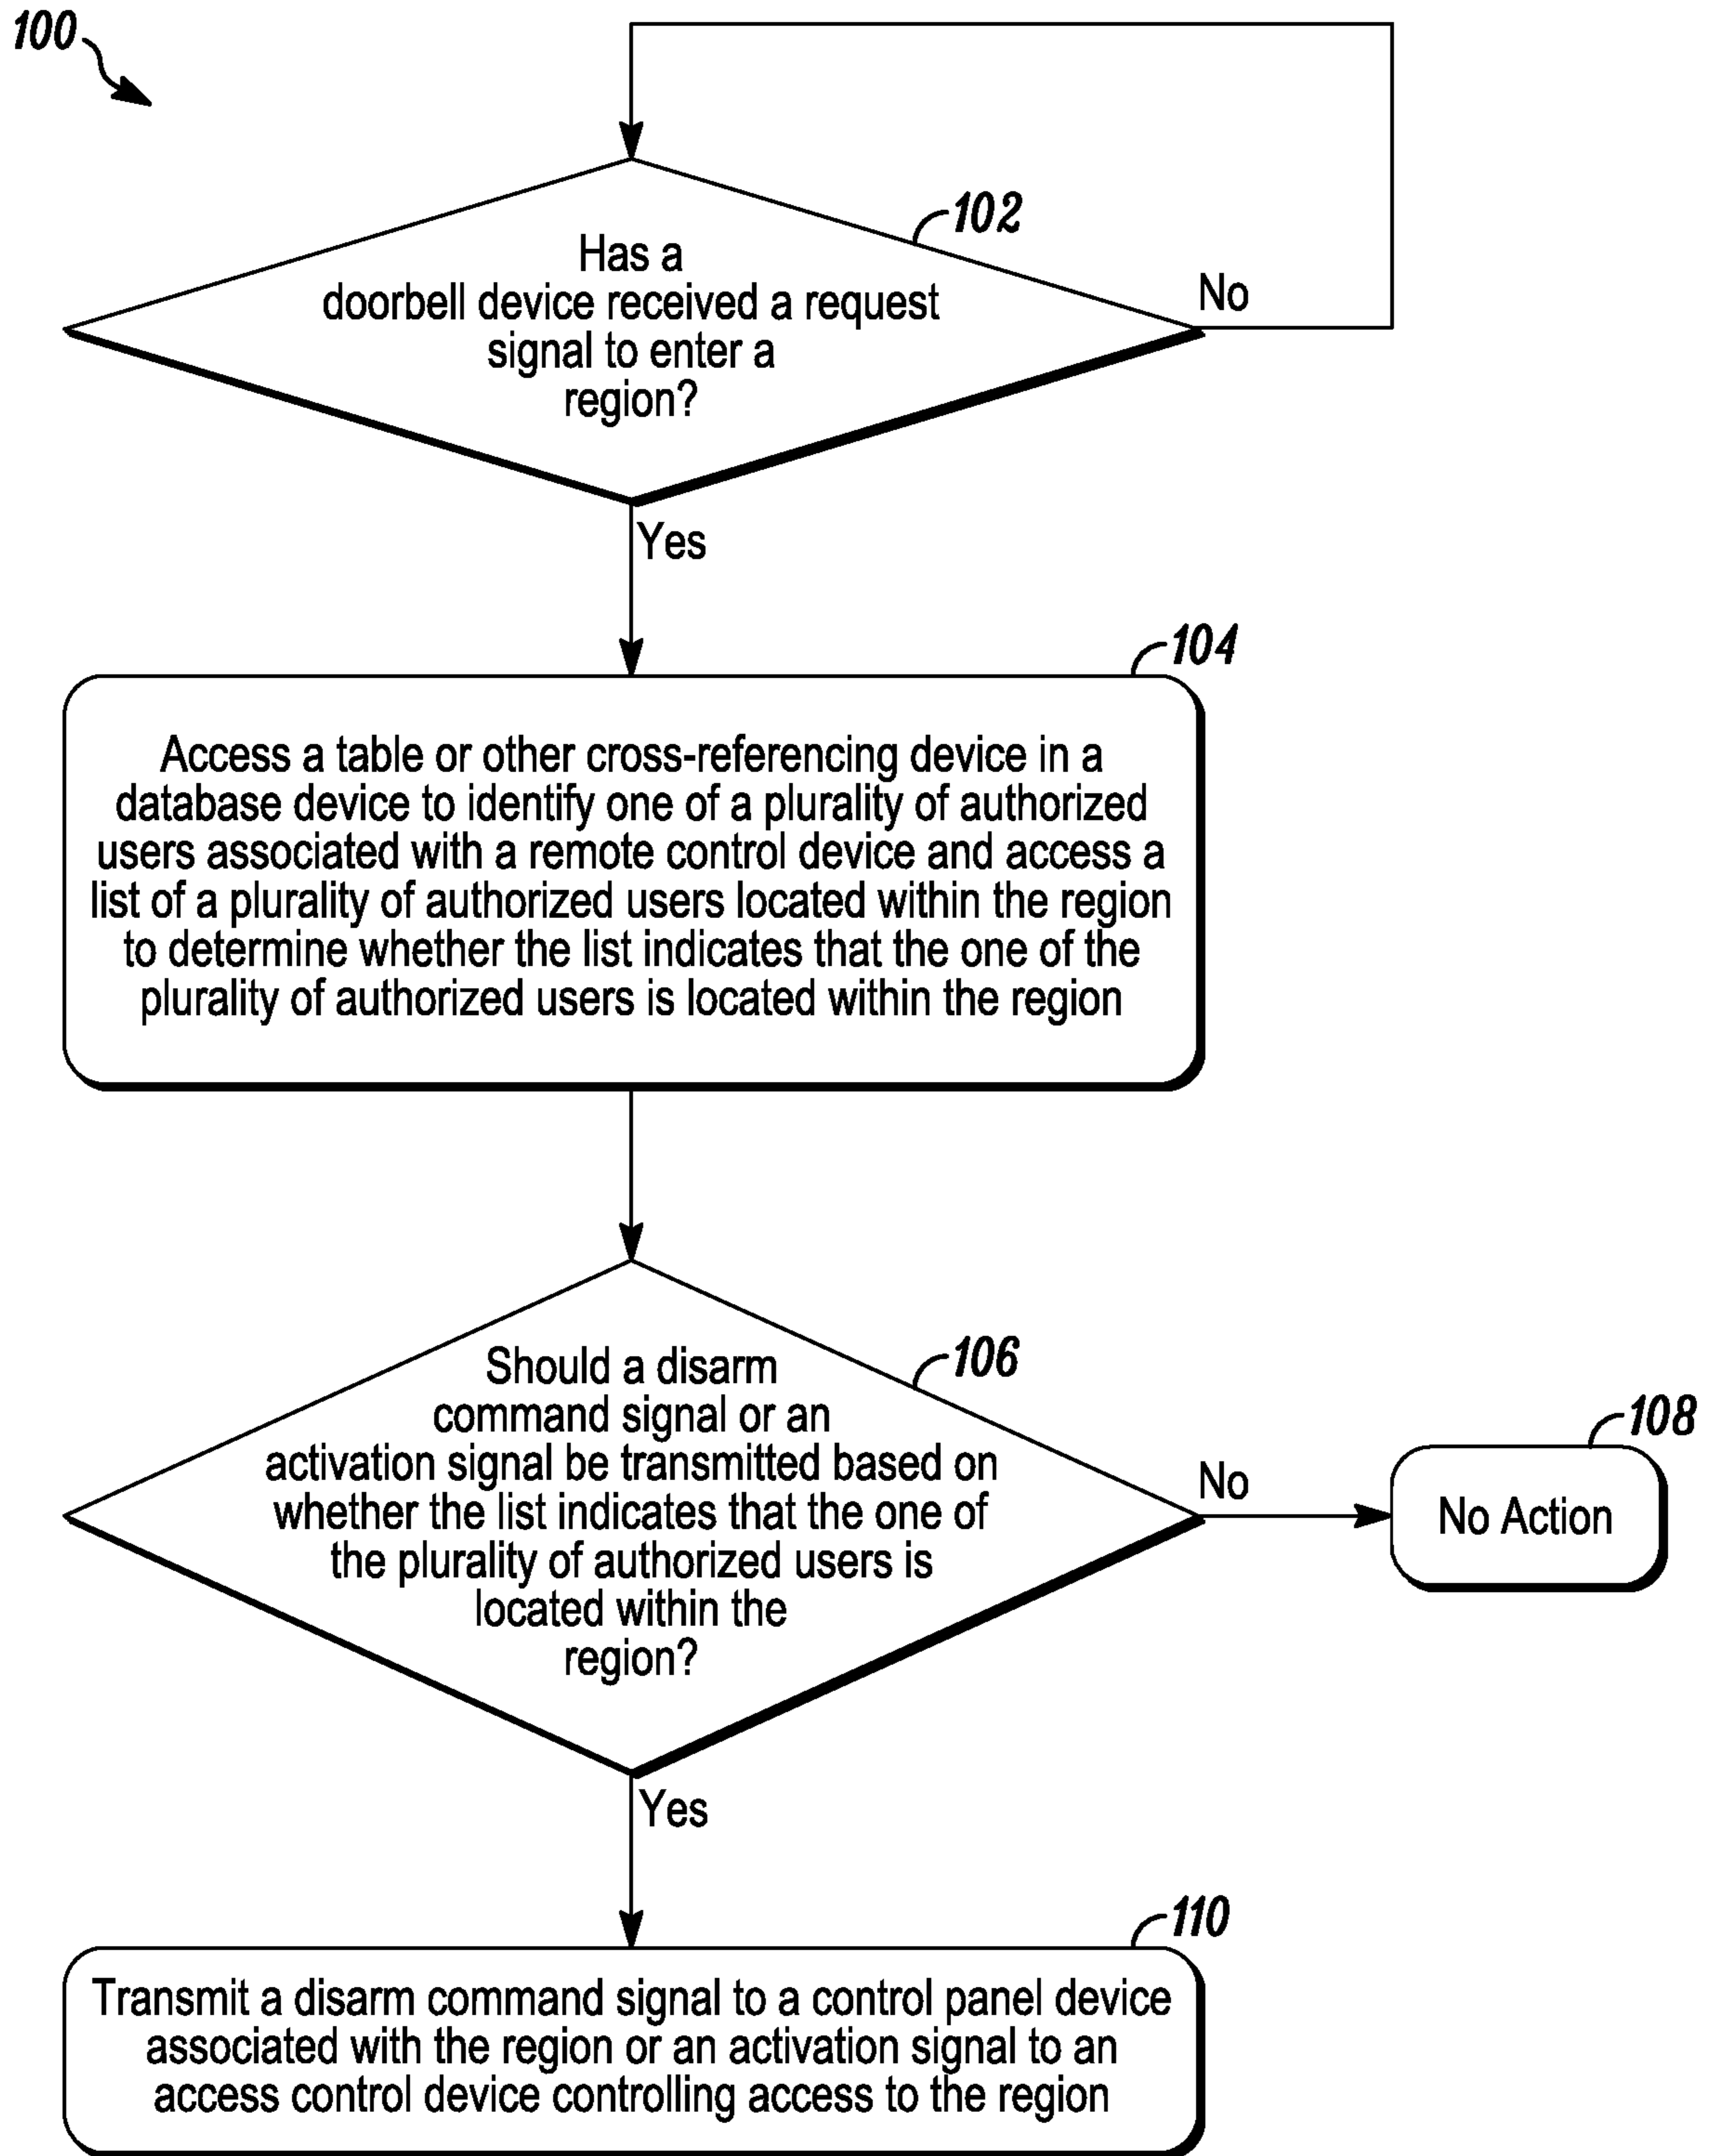 100
102
Has a
doorbell device received a request
signal to enter a
region?
No
Yes
104
Access a table or other cross-referencing device in a
database device to identify one of a plurality of authorized
users associated with a remote control device and access a
list of a plurality of authorized users located within the region
to determine whether the list indicates that the one of the
plurality of authorized users is located within the region
106
Should a disarm
command signal or an
activation signal be transmitted based on
whether the list indicates that the one of
the plurality of authorized users is
located within the
region?
No
108
No Action
Yes
110
Transmit a disarm command signal to a control panel device
associated with the region or an activation signal to an
access control device controlling access to the region